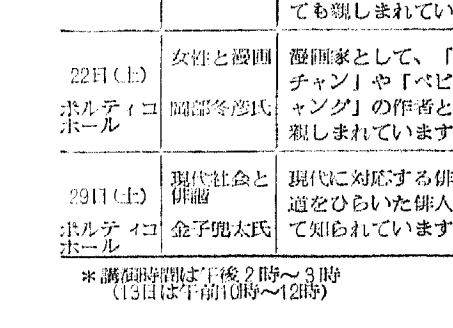 ても親しまれてい
22日(土)
ポルティコ
ホール
女性と漫画
岡部冬彦氏
漫画家として、「
チャン」や「ベビ
ャング」の作者と
親しまれています
29日(土)
ポルティコ
ホール
現代社会と
俳諧
金子兜太氏
現代に対応する俳
道をひらいた俳人
て知られています
＊講演時間は午後2時〜3時
(13日は午前10時〜12時)